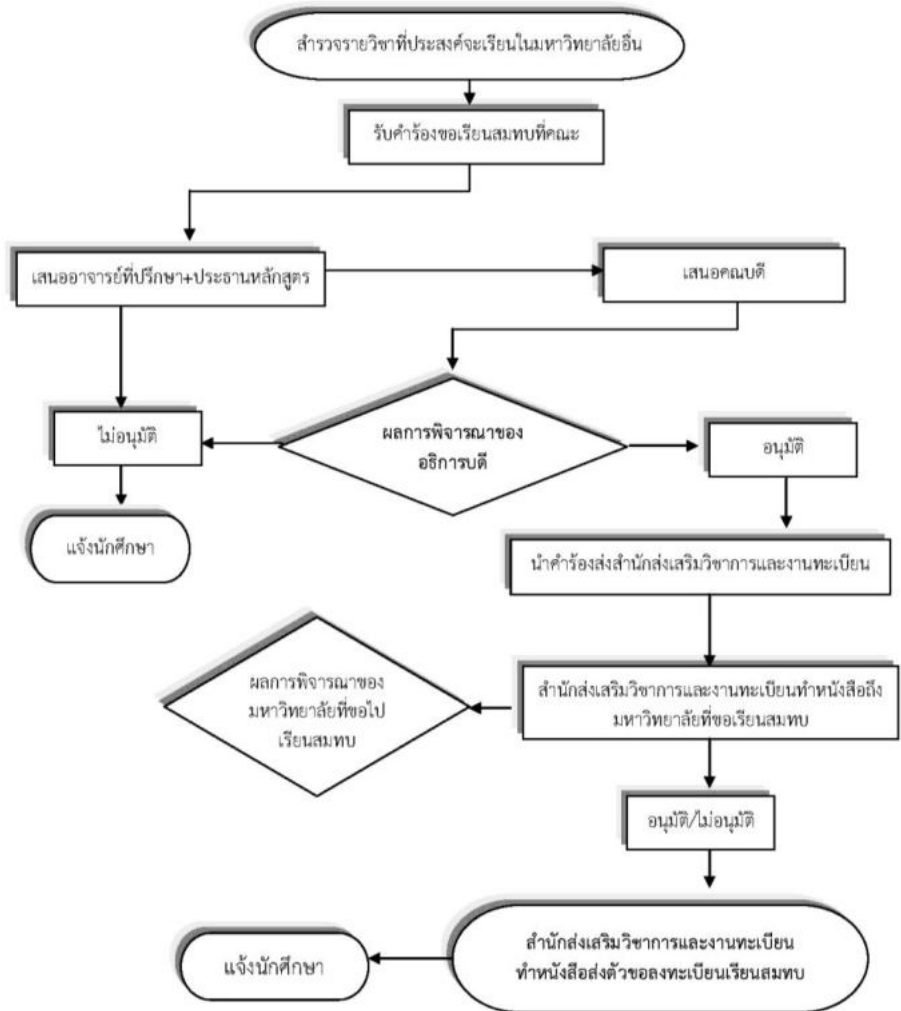 สำรวจรายวิชาที่ประสงค์จะเรียนในมหาวิทยาลัยอื่น
รับคำร้องขอเรียนสมทบที่คณะ
เสนออาจารย์ที่ปรึกษา+ประธานหลักสูตร
เสนอคณบดี
ผลการพิจารณาของ
อธิการบดี
ไม่อนุมัติ
อนุมัติ
แจ้งนักศึกษา
นำคำร้องส่งสำนักส่งเสริมวิชาการและงานทะเบียน
ผลการพิจารณาของ
มหาวิทยาลัยที่ขอไป
เรียนสมทบ
สำนักส่งเสริมวิชาการและงานทะเบียนทำหนังสือถึง
มหาวิทยาลัยที่ขอเรียนสมทบ
อนุมัติ/ไม่อนุมัติ
สำนักส่งเสริมวิชาการและงานทะเบียน
ทำหนังสือส่งตัวขอลงทะเบียนเรียนสมทบ
แจ้งนักศึกษา